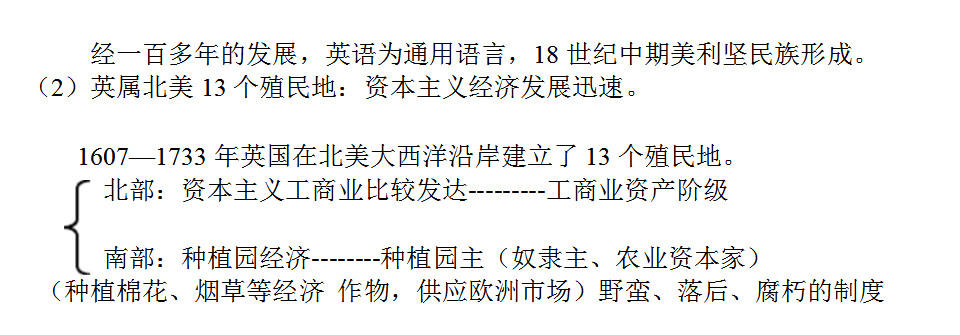 经一百多年的发展，英语为通用语言，18 世纪中期美利坚民族形成。
（2）英属北美 13 个殖民地：资本主义经济发展迅速。
1607—1733 年英国在北美大西洋沿岸建立了 13 个殖民地。
北部：资本主义工商业比较发达---------工商业资产阶级
南部：种植园经济--------种植园主（奴隶主、农业资本家）
（种植棉花、烟草等经济 作物，供应欧洲市场）野蛮、落后、腐朽的制度